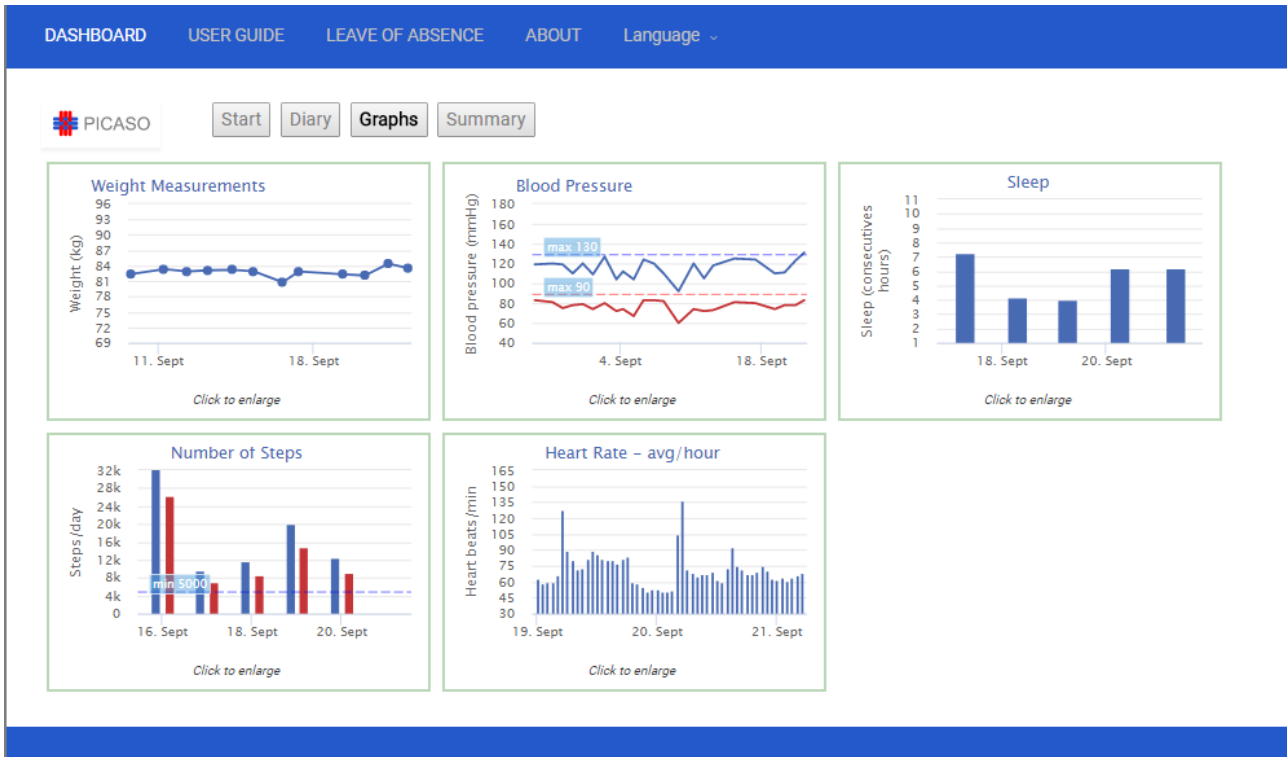 DASHBOARD USER GUIDE LEAVE OF ABSENCE ABOUT Language
PICASO Start Diary Graphs Summary
Weight Measurements
96
93
90
87
84
81
78
75
72
69
Weight (kg)
11. Sept 18. Sept
Click to enlarge
Blood Pressure
180
160
140
120
100
80
60
40
Blood pressure (mmHg)
max 130
max 90
4. Sept 18. Sept
Click to enlarge
Sleep
11
10
9
8
7
6
5
4
3
2
1
Sleep (consecutives
hours)
18. Sept 20. Sept
Click to enlarge
Number of Steps
32k
28k
24k
20k
16k
12k
8k
4k
0
Steps/day
min 5000
16. Sept 18. Sept 20. Sept
Click to enlarge
Heart Rate – avg/hour
165
150
135
120
105
90
75
60
45
30
Heart beats/min
19. Sept 20. Sept 21. Sept
Click to enlarge